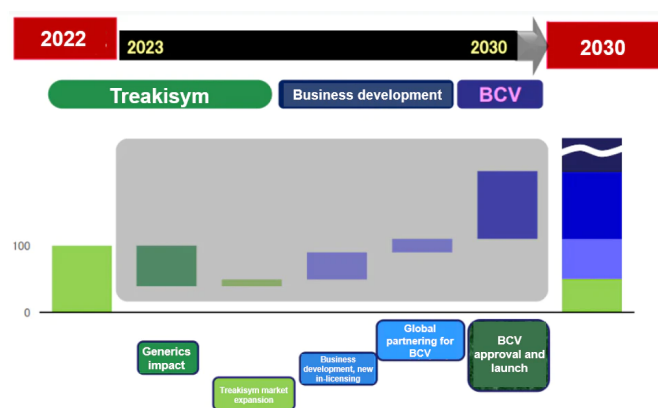 2022
2023
2030
2030
Treakisym
Business development
BCV
100
0
Generics
impact
Treakisym market
expansion
Business
development, new
in-licensing
Global
partnering for
BCV
BCV
approval and
launch